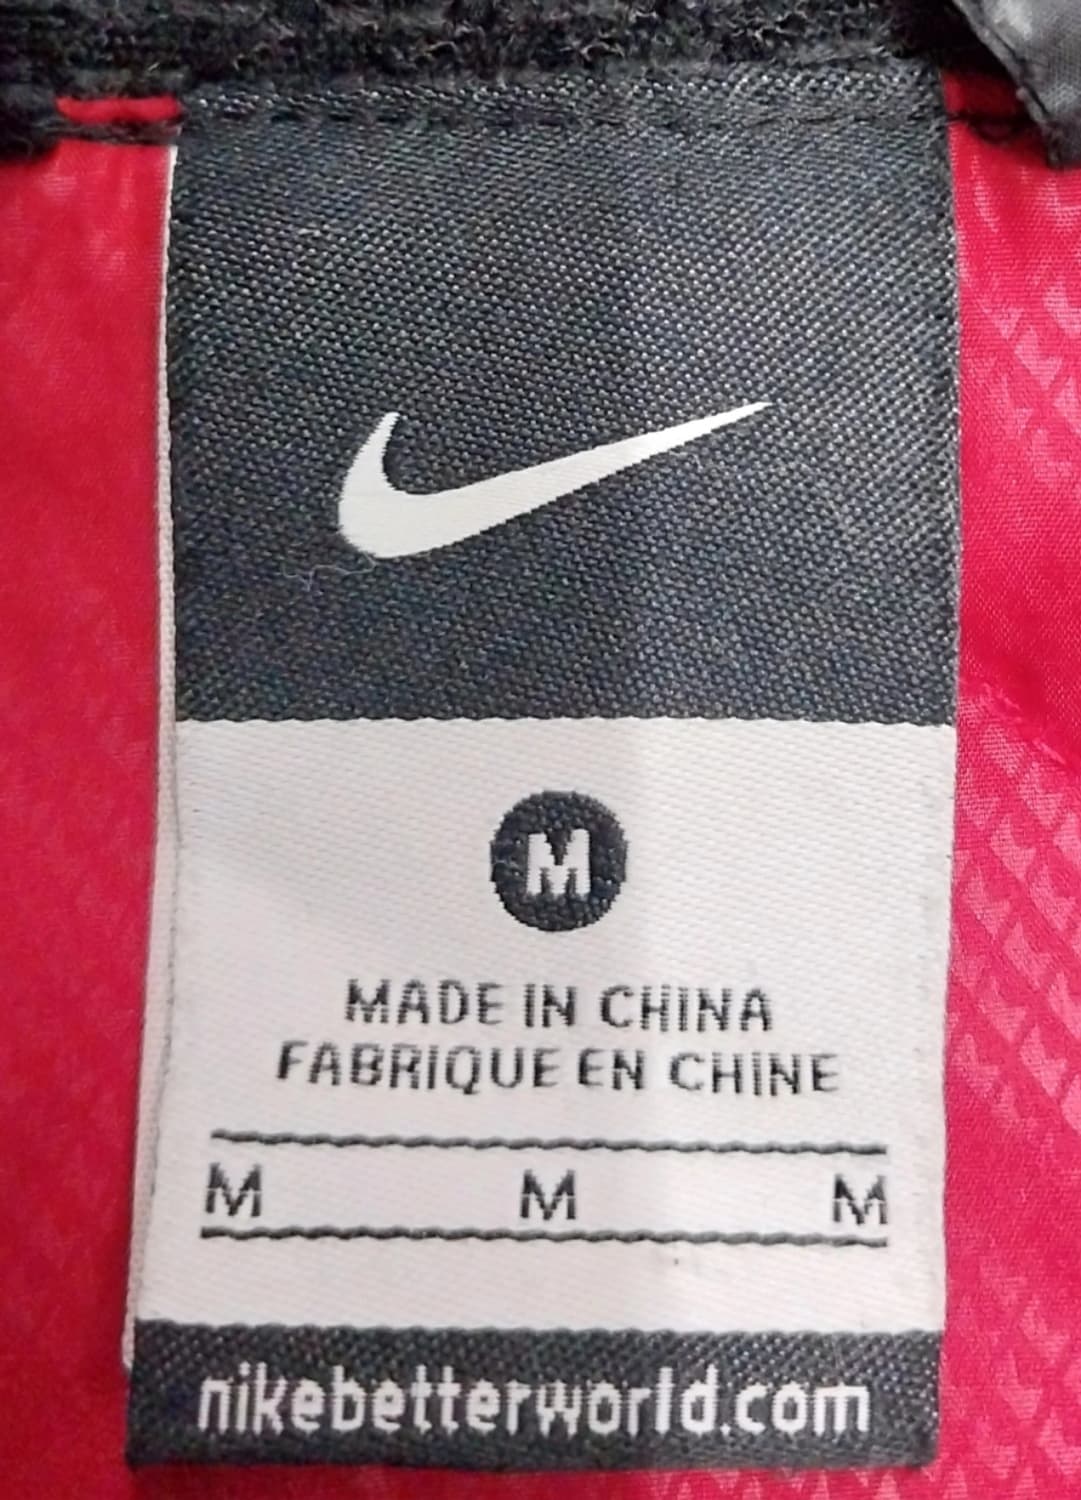 M
MADE IN CHINA
FABRIQUE EN CHINE
M M M
nikebetterworld.com